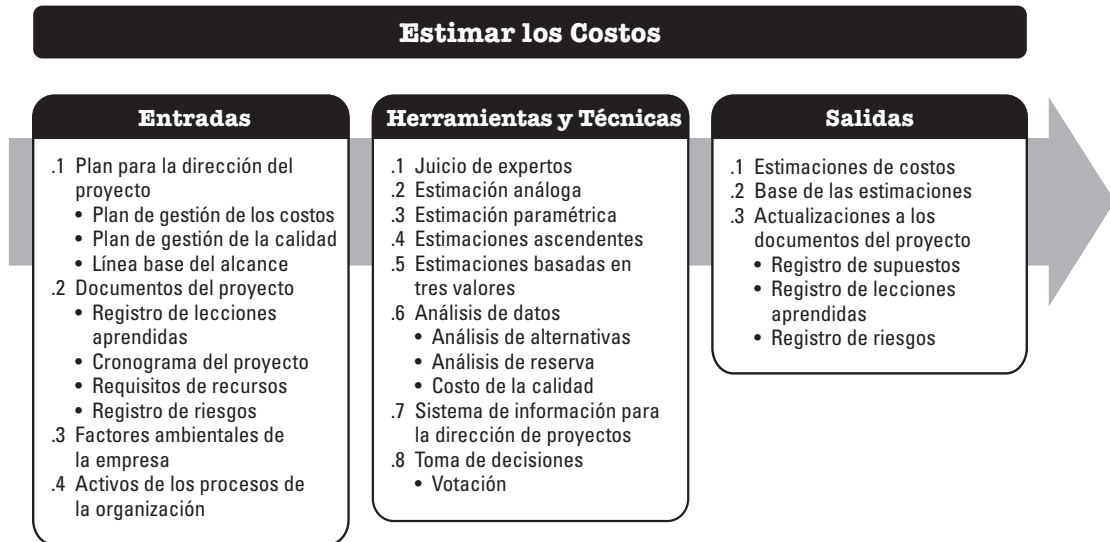 Estimar los Costos
Entradas
.1 Plan para la dirección del
proyecto
• Plan de gestión de los costos
• Plan de gestión de la calidad
• Línea base del alcance
.2 Documentos del proyecto
• Registro de lecciones
aprendidas
• Cronograma del proyecto
• Requisitos de recursos
• Registro de riesgos
.3 Factores ambientales de
la empresa
.4 Activos de los procesos de
la organización
Herramientas y Técnicas
.1 Juicio de expertos
.2 Estimación análoga
.3 Estimación paramétrica
.4 Estimaciones ascendentes
.5 Estimaciones basadas en
tres valores
.6 Análisis de datos
• Análisis de alternativas
• Análisis de reserva
• Costo de la calidad
.7 Sistema de información para
la dirección de proyectos
.8 Toma de decisiones
• Votación
Salidas
.1 Estimaciones de costos
.2 Base de las estimaciones
.3 Actualizaciones a los
documentos del proyecto
• Registro de supuestos
• Registro de lecciones
aprendidas
• Registro de riesgos